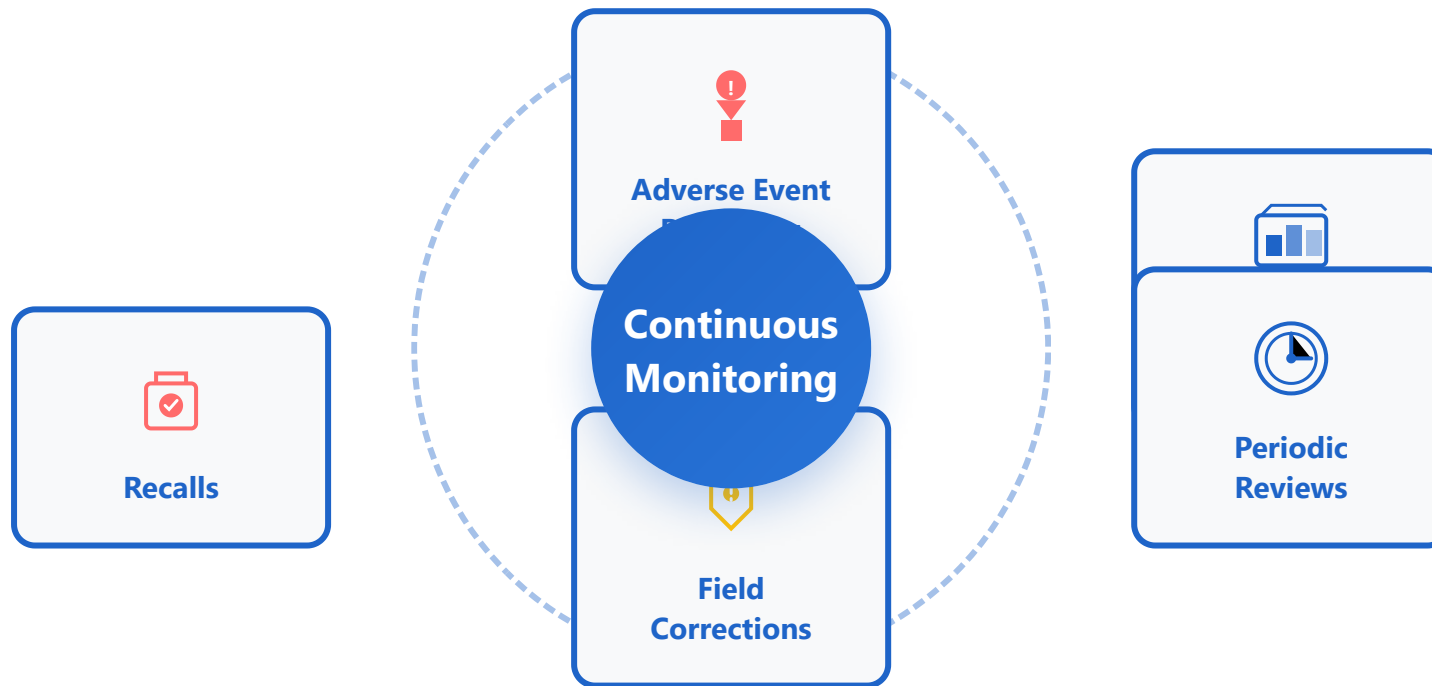 !
Adverse Event
Continuous
Monitoring
Recalls
Periodic
Reviews
Field
Corrections